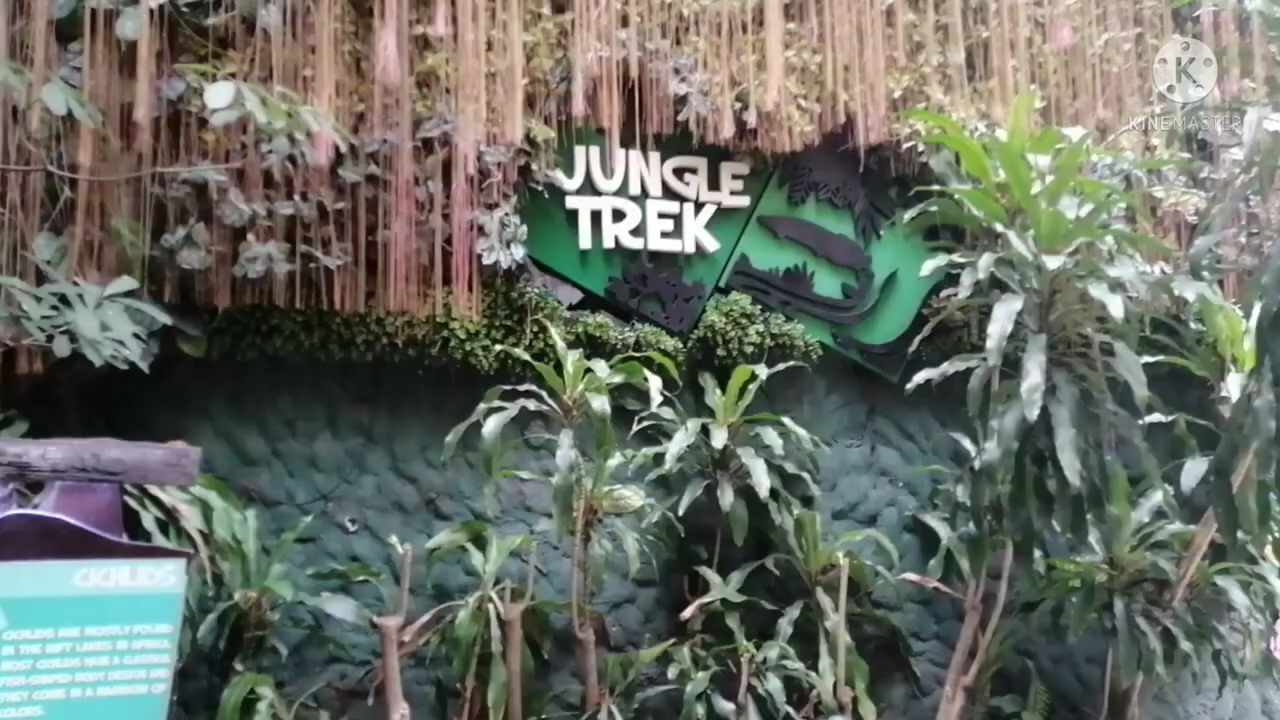 K
KINEMASTER
JUNGLE
TREK
CICHLIDS
CICHLIDS ARE MOSTLY FOUND
IN THE RIFT LAKES IN AFRICA.
MOST CICHLIDS HAVE A CLASSICAL
FISH-SHAPED BODY DESIGN AND
THEY COME IN A RAINBOW OF
COLORS.